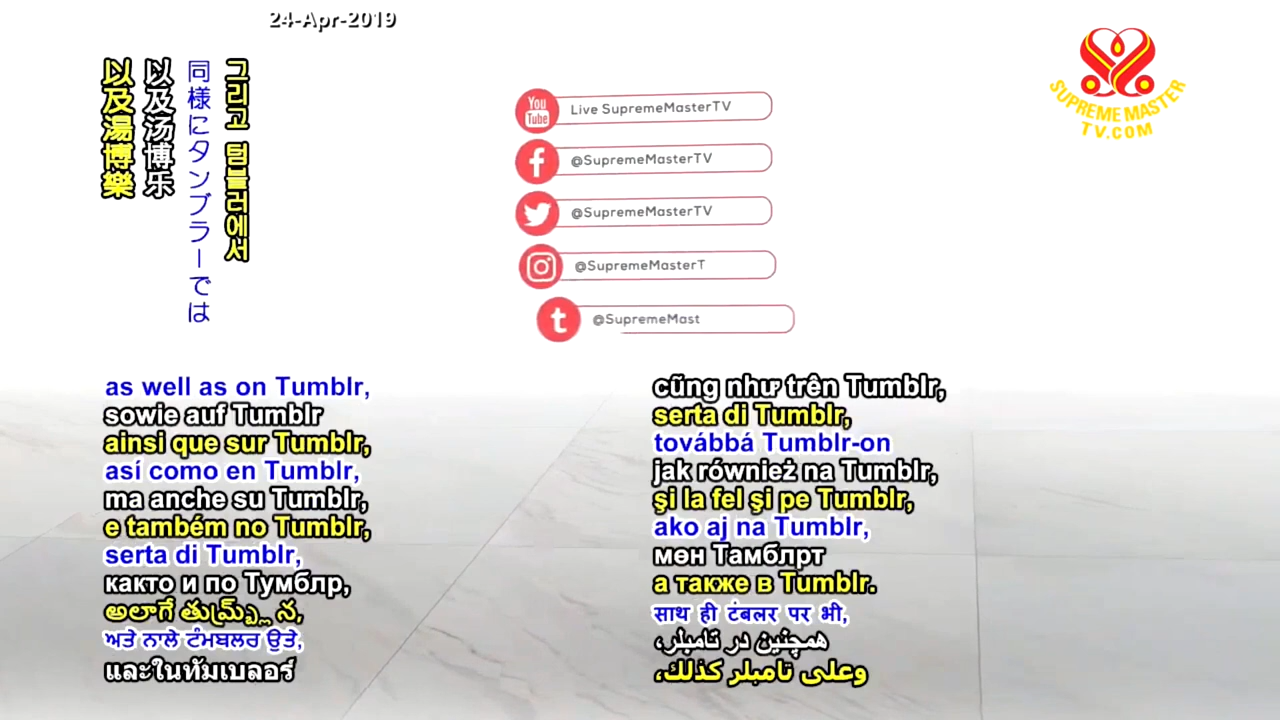 24-Apr-2019
그리고 텀블러에서
同様にタンブラーでは
以及汤博乐
以及湯博樂
You Tube
Live SupremeMasterTV
@SupremeMasterTV
@SupremeMasterTV
@SupremeMasterT
@SupremeMast
SUPREME MASTER
TV.COM
as well as on Tumblr,
sowie auf Tumblr
ainsi que sur Tumblr,
así como en Tumblr,
ma anche su Tumblr,
e também no Tumblr,
serta di Tumblr,
както и по Тумблр,
అలాగే తుమ్బ్ల్ర్ న,
ਅਤੇ ਨਾਲੇ ਟੰਮਬਲਰ ਉਤੇ,
และในทัมเบลอร์
cũng như trên Tumblr,
serta di Tumblr,
továbbá Tumblr-on
jak również na Tumblr,
şi la fel şi pe Tumblr,
ako aj na Tumblr,
мөн Тамблрт
а также в Tumblr.
साथ ही टंबलर पर भी,
همچنین در تامبلر،
وعلى تامبلر كذلك،